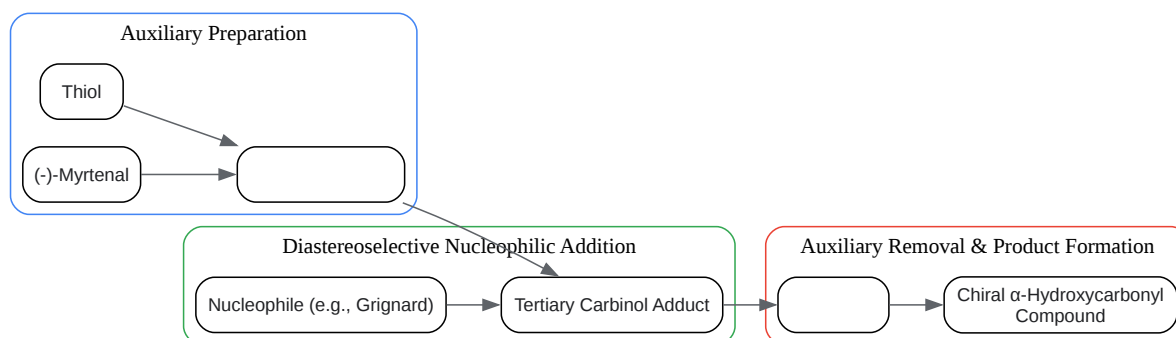 Auxiliary Preparation
Thiol
(-)-Myrtenal
Diastereoselective Nucleophilic Addition
Nucleophile (e.g., Grignard)
Tertiary Carbinol Adduct
Auxiliary Removal & Product Formation
Chiral α-Hydroxycarbonyl
Compound